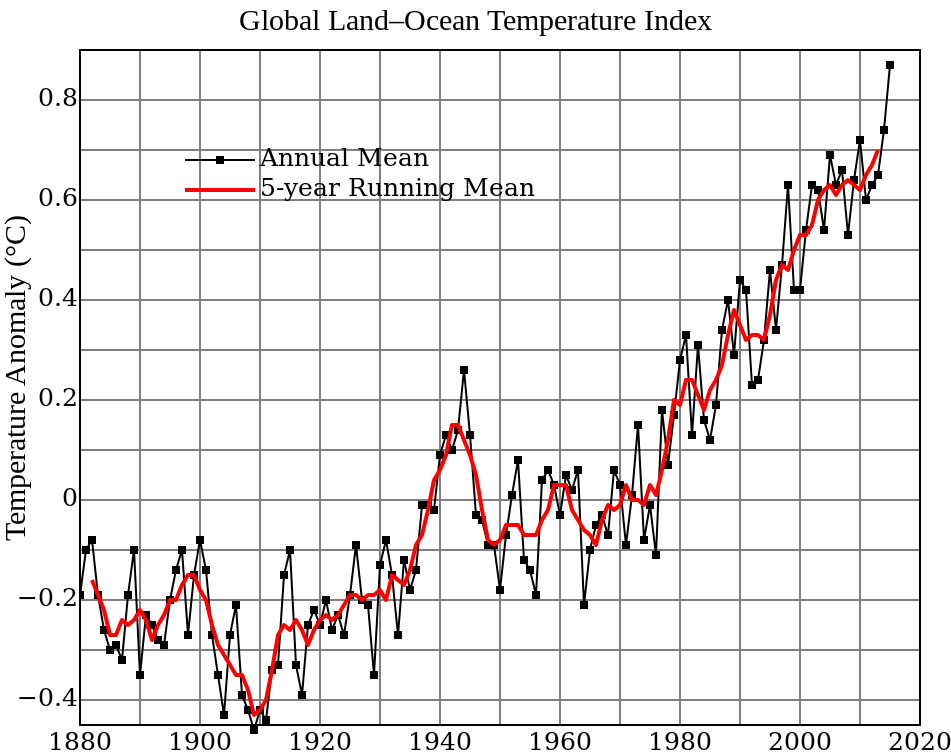 Global Land–Ocean Temperature Index
Temperature Anomaly (°C)
0.8
0.6
0.4
0.2
0
−0.2
−0.4
Annual Mean
5-year Running Mean
1880 1900 1920 1940 1960 1980 2000 2020